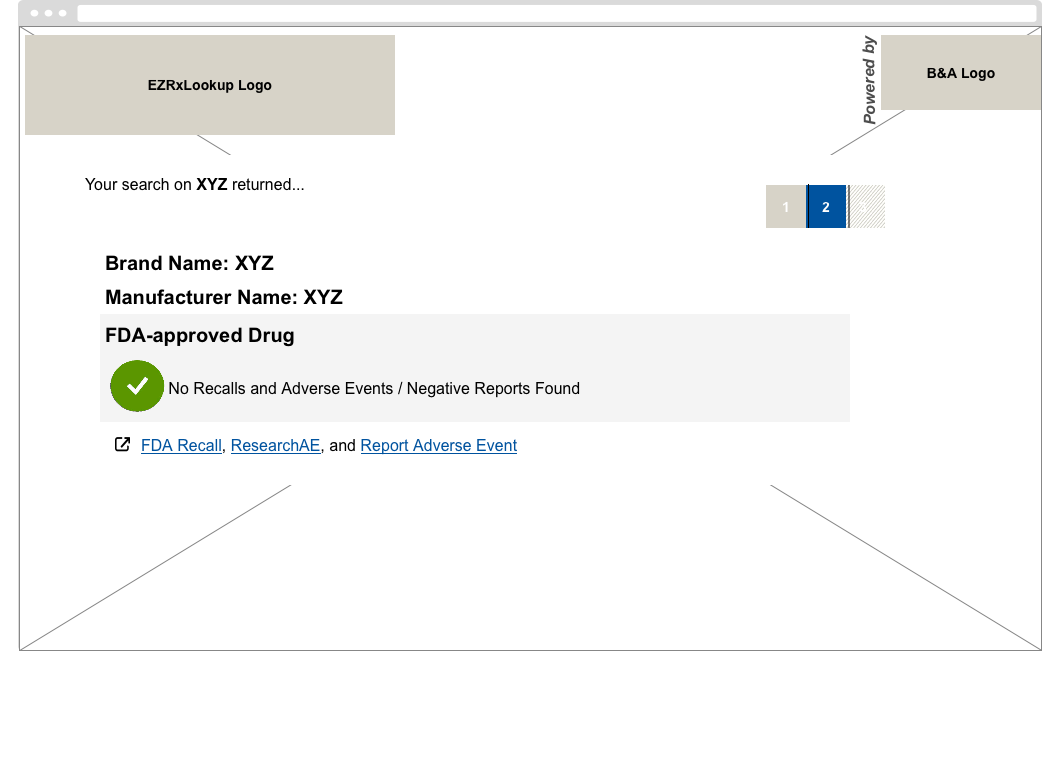 EZRxLookup Logo
Powered by
B&A Logo
Your search on XYZ returned...
1 2 3
Brand Name: XYZ
Manufacturer Name: XYZ
FDA-approved Drug
No Recalls and Adverse Events / Negative Reports Found
FDA Recall, ResearchAE, and Report Adverse Event